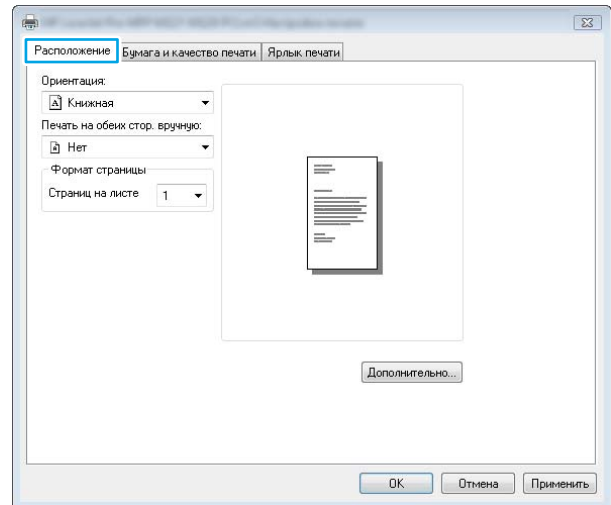 Расположение Бумага и качество печати Ярлык печати
Ориентация:
Книжная
Печать на обеих стор. вручную:
Нет
Формат страницы
Страниц на листе 1
Дополнительно...
OK Отмена Применить